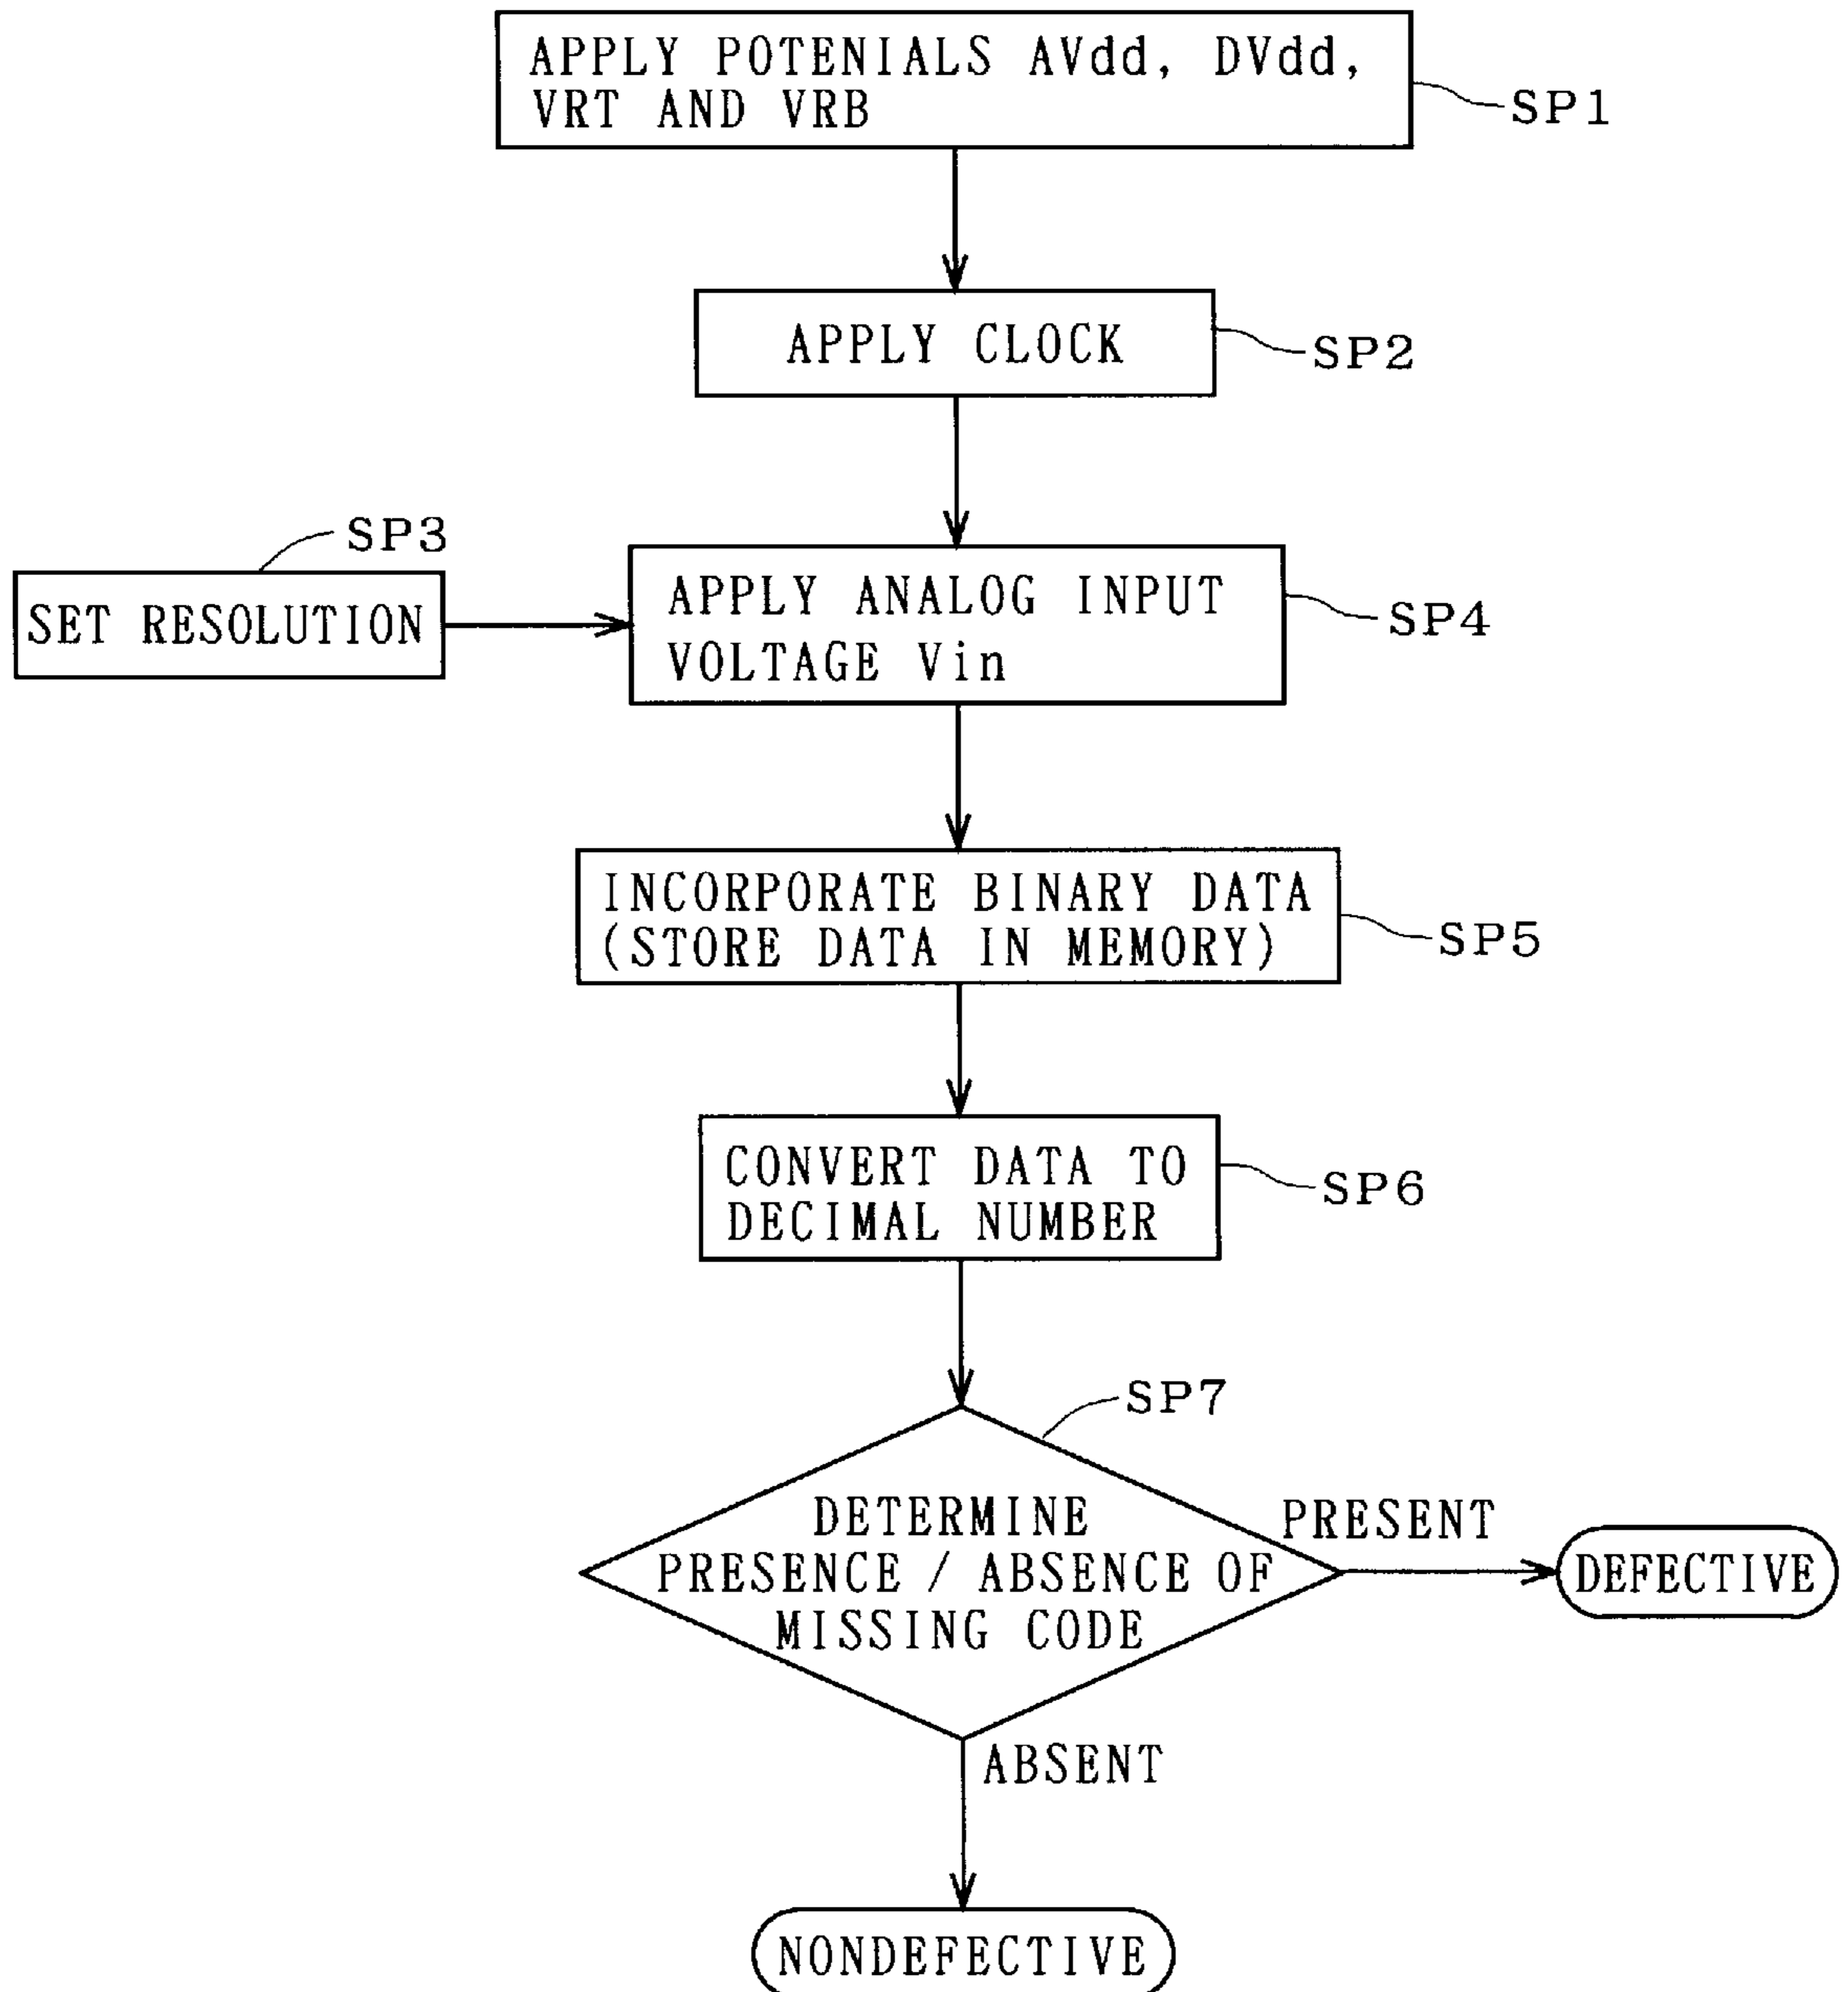 APPLY POTENIALS AVdd, DVdd,
VRT AND VRB
SP1
APPLY CLOCK
SP2
SP3
SET RESOLUTION
APPLY ANALOG INPUT
VOLTAGE Vin
SP4
INCORPORATE BINARY DATA
(STORE DATA IN MEMORY)
SP5
CONVERT DATA TO
DECIMAL NUMBER
SP6
SP7
DETERMINE
PRESENCE / ABSENCE OF
MISSING CODE
PRESENT
DEFECTIVE
ABSENT
NONDEFECTIVE